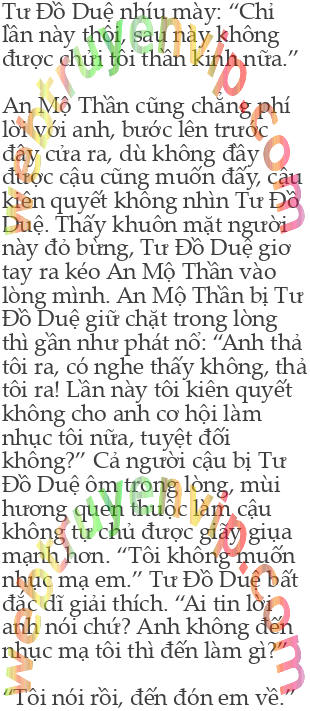 Tư Đồ Duệ nhíu mày: “Chỉ
lần này thôi, sau này không
được chửi tôi thần kinh nữa.”
An Mộ Thần cũng chẳng phí
lời với anh, bước lên trước
đẩy cửa ra, dù không đẩy
được cậu cũng muốn đẩy, cậu
kiên quyết không nhìn Tư Đồ
Duệ. Thấy khuôn mặt người
này đỏ bừng, Tư Đồ Duệ giơ
tay ra kéo An Mộ Thần vào
lòng mình. An Mộ Thần bị Tư
Đồ Duệ giữ chặt trong lòng
thì gần như phát nổ: “Anh thả
tôi ra, có nghe thấy không, thả
tôi ra! Lần này tôi kiên quyết
không cho anh cơ hội làm
nhục tôi nữa, tuyệt đối
không?” Cả người cậu bị Tư
Đồ Duệ ôm trong lòng, mùi
hương quen thuộc làm cậu
không tự chủ được giãy giụa
mạnh hơn. “Tôi không muốn
nhục mạ em.” Tư Đồ Duệ bất
đắc dĩ giải thích. “Ai tin lời
anh nói chứ? Anh không đến
nhục mạ tôi thì đến làm gì?”
“Tôi nói rồi, đến đón em về.”
webtruyenvip.com
webtruyenvip.com